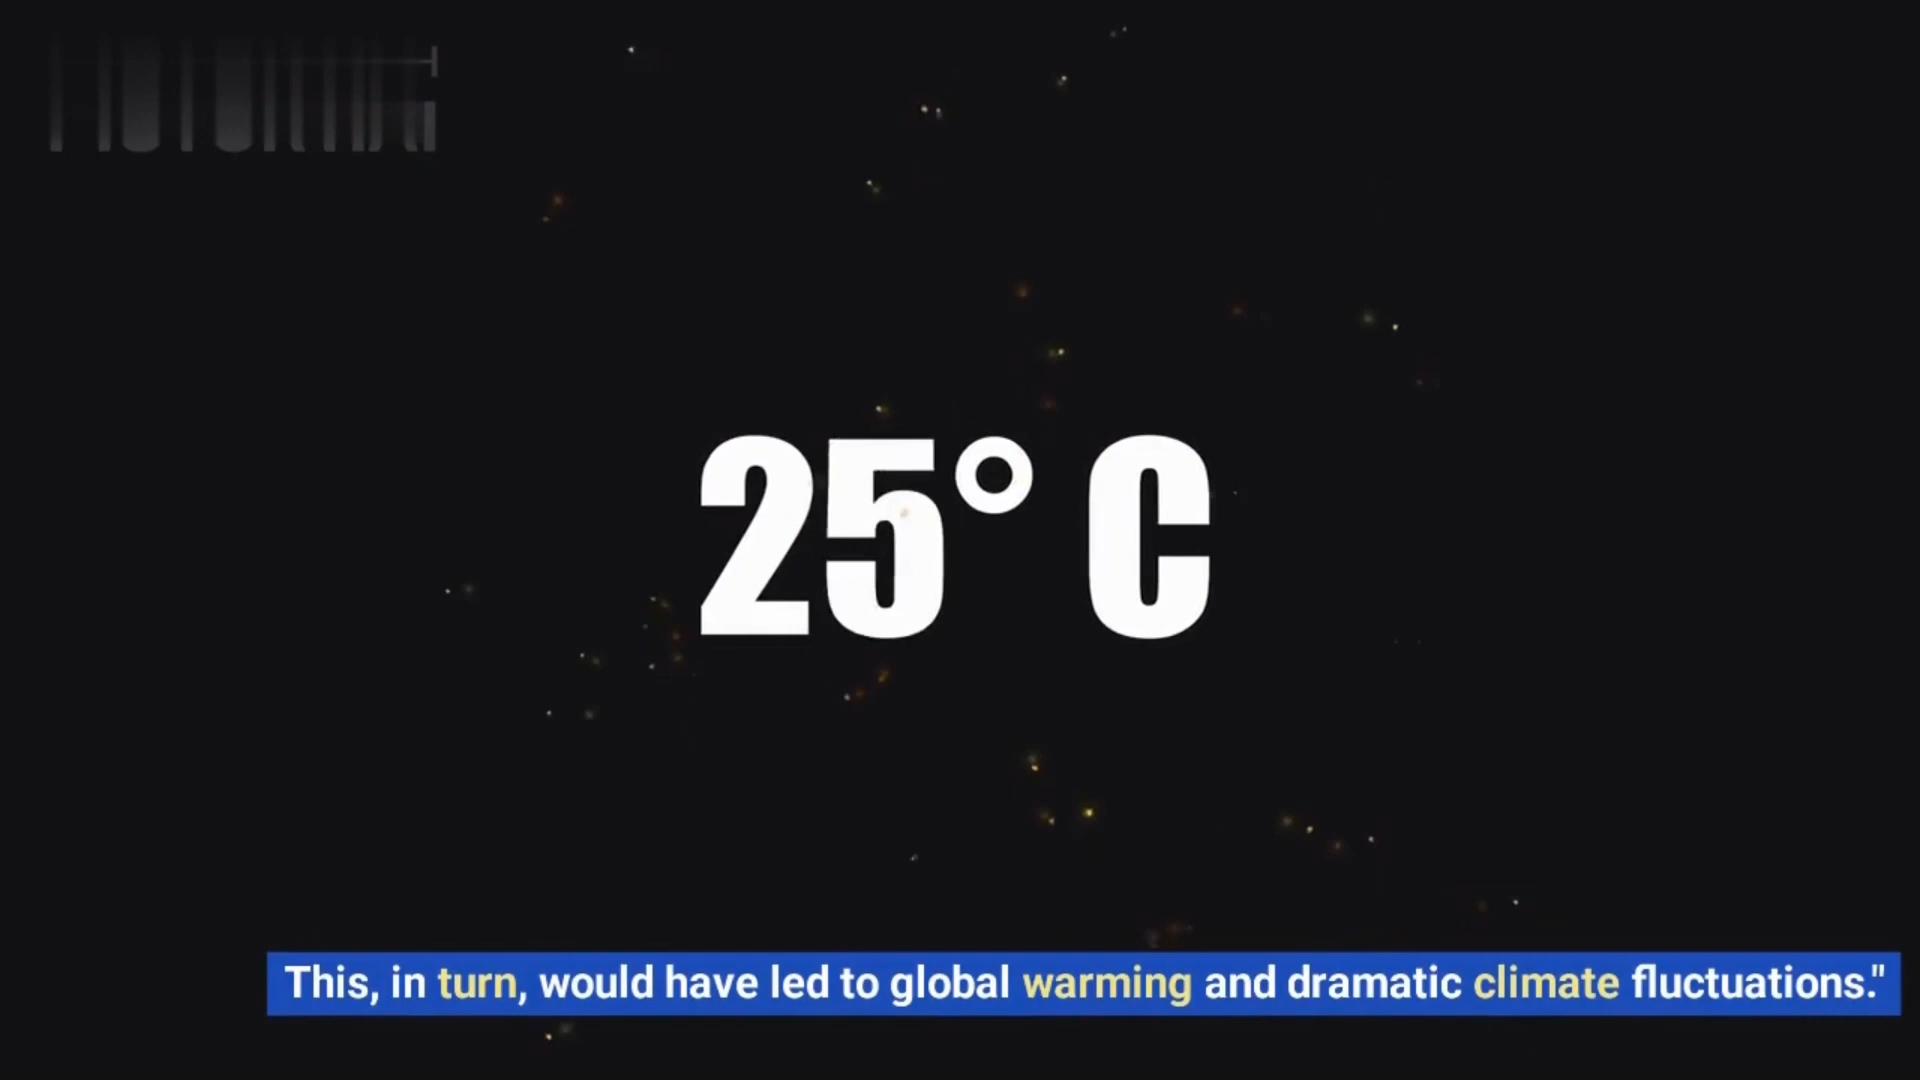 25° C
This, in turn, would have led to global warming and dramatic climate fluctuations."